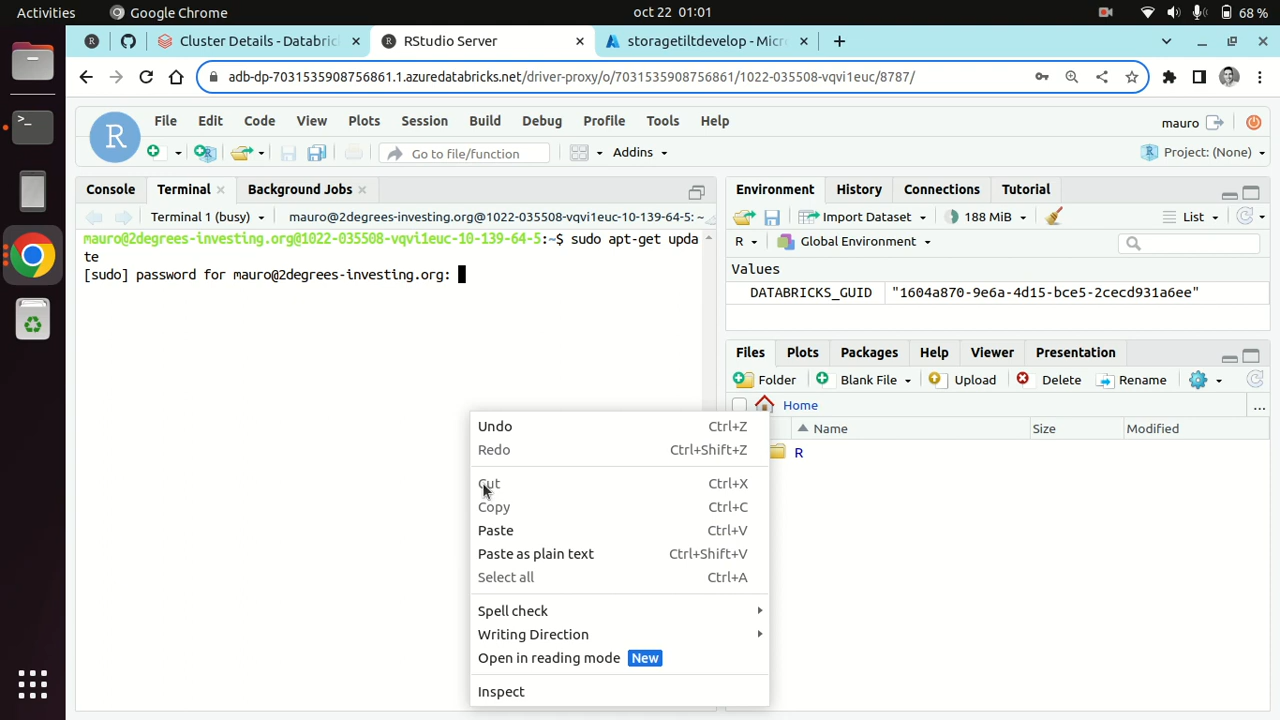 Activities
Google Chrome
oct 22 01:01
68 %
Cluster Details - Databric
RStudio Server
storagetiltdevelop - Micr
adb-dp-7031535908756861.1.azuredatabricks.net/driver-proxy/o/7031535908756861/1022-035508-vqvi1euc/8787/
R
File Edit Code View Plots Session Build Debug Profile Tools Help
mauro
Go to file/function
Addins
R Project: (None)
Console Terminal Background Jobs
Terminal 1 (busy) mauro@2degrees-investing.org@1022-035508-vqvi1euc-10-139-64-5: ~
mauro@2degrees-investing.org@1022-035508-vqvi1euc-10-139-64-5:~$ sudo apt-get upda
te
[sudo] password for mauro@2degrees-investing.org:
Environment History Connections Tutorial
Import Dataset 188 MiB List
R Global Environment
Values
DATABRICKS_GUID "1604a870-9e6a-4d15-bce5-2cecd931a6ee"
Files Plots Packages Help Viewer Presentation
Folder Blank File Upload Delete Rename
Home ...
Name Size Modified
R
Undo Ctrl+Z
Redo Ctrl+Shift+Z
Cut Ctrl+X
Copy Ctrl+C
Paste Ctrl+V
Paste as plain text Ctrl+Shift+V
Select all Ctrl+A
Spell check
Writing Direction
Open in reading mode New
Inspect